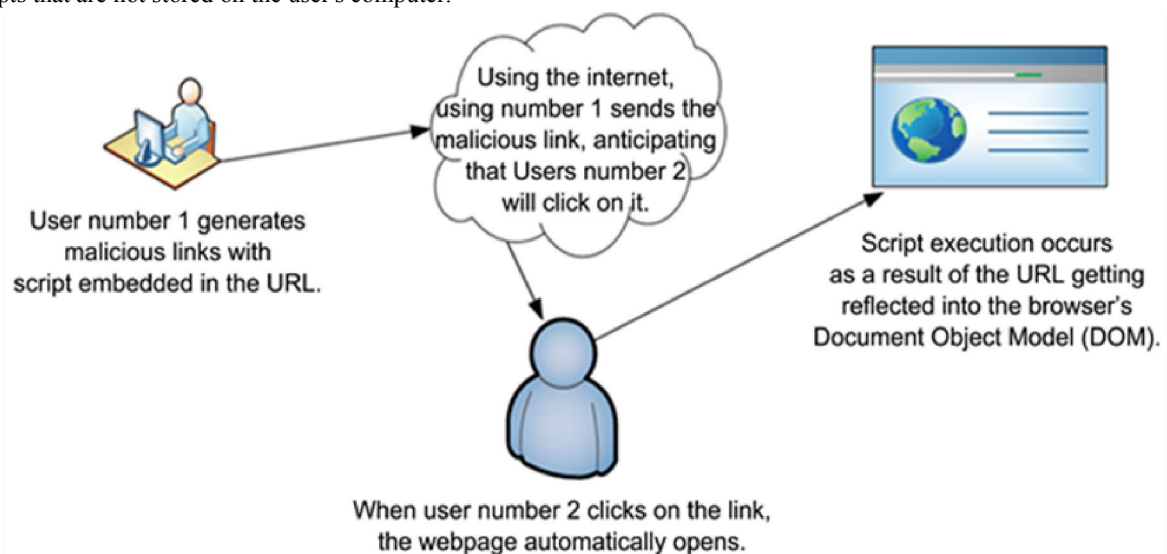 pts that are not stored on the user's computer.
Using the internet,
using number 1 sends the
malicious link, anticipating
that Users number 2
will click on it.
User number 1 generates
malicious links with
script embedded in the URL.
Script execution occurs
as a result of the URL getting
reflected into the browser's
Document Object Model (DOM).
When user number 2 clicks on the link,
the webpage automatically opens.